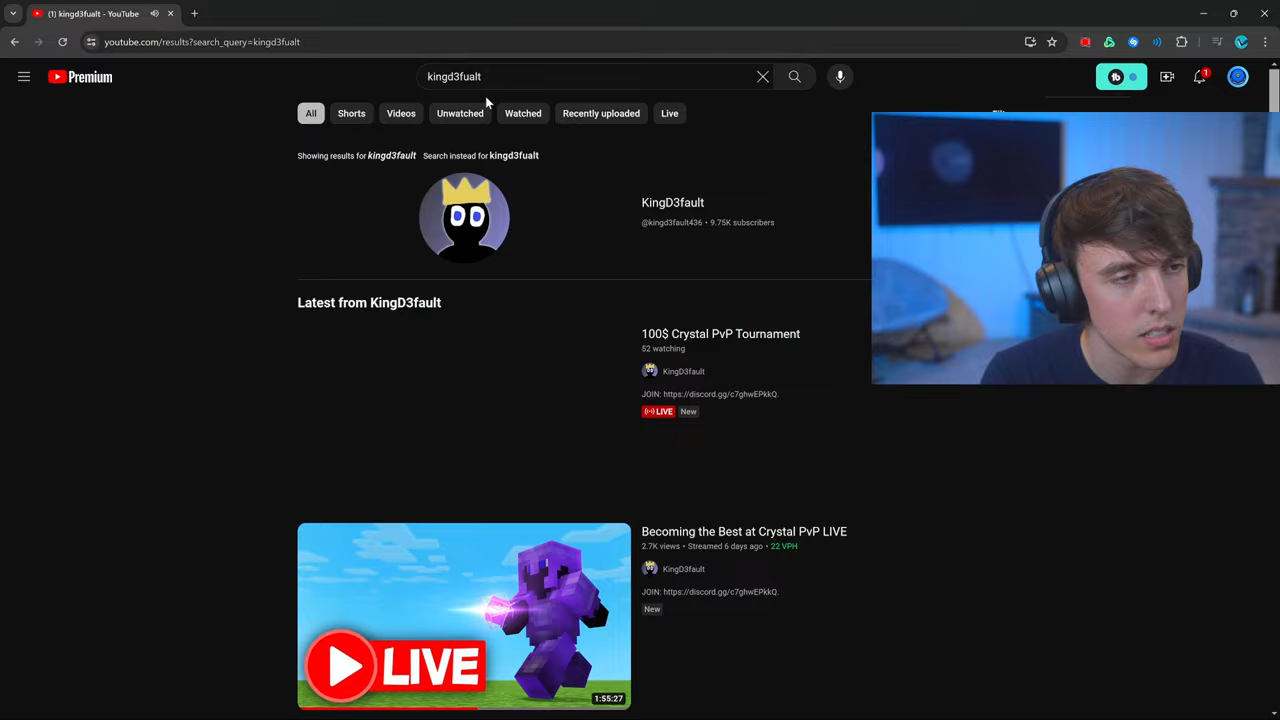 (1) kingd3fualt - YouTube
youtube.com/results?search_query=kingd3fualt
Premium
kingd3fualt
1
All Shorts Videos Unwatched Watched Recently uploaded Live
Showing results for kingd3fault Search instead for kingd3fualt
KingD3fault
@kingd3fault436 • 9.75K subscribers
Latest from KingD3fault
100$ Crystal PvP Tournament
52 watching
KingD3fault
JOIN: https://discord.gg/c7ghwEPkkQ.
LIVE New
Becoming the Best at Crystal PvP LIVE
2.7K views • Streamed 6 days ago • 22 VPH
KingD3fault
JOIN: https://discord.gg/c7ghwEPkkQ.
New
LIVE
1:55:27